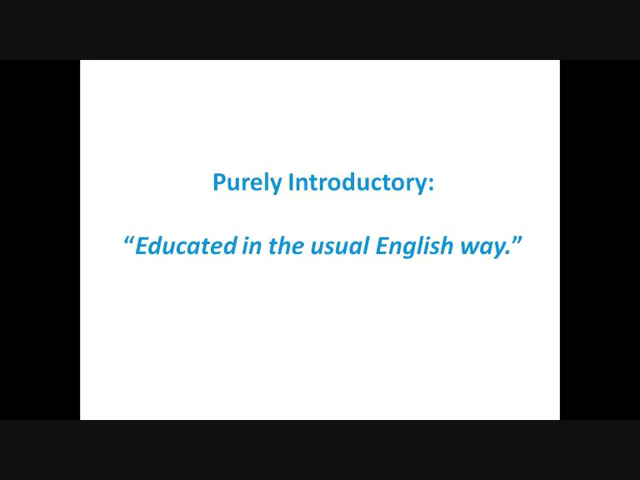 Purely Introductory:
“Educated in the usual English way.”